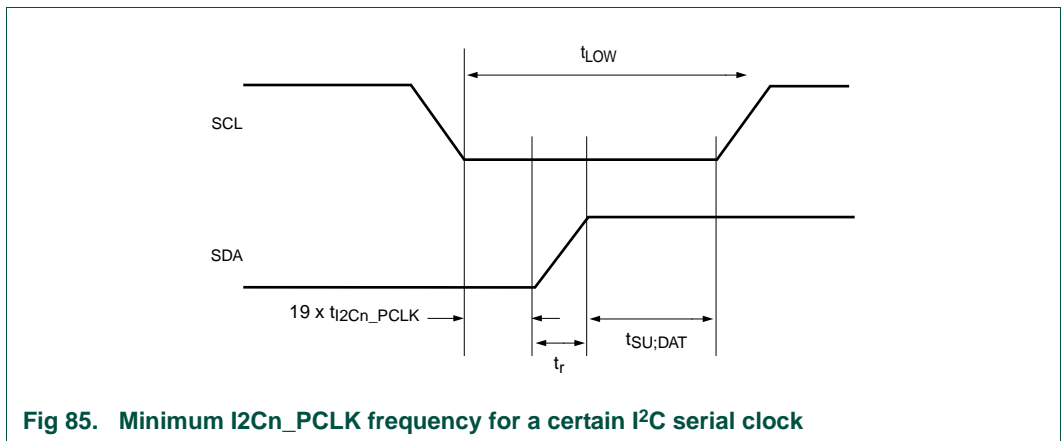 tLOW
SCL
SDA
19 x tI2Cn_PCLK
tr
tSU;DAT
Fig 85. Minimum I2Cn_PCLK frequency for a certain I²C serial clock